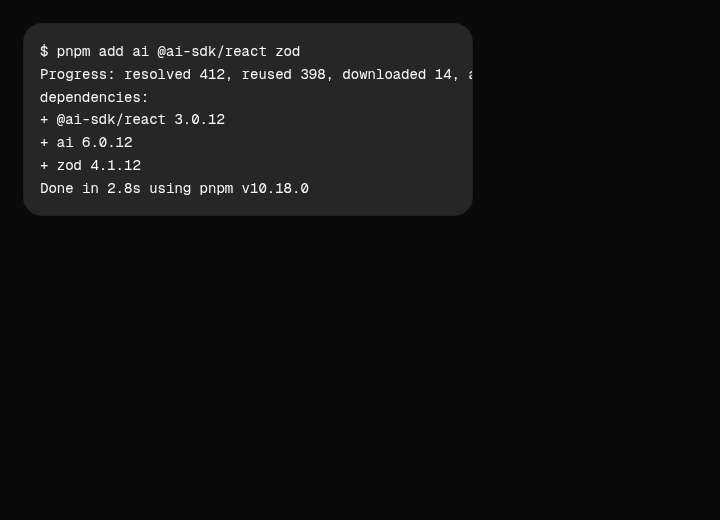 $ pnpm add ai @ai-sdk/react zod
Progress: resolved 412, reused 398, downloaded 14,
dependencies:
+ @ai-sdk/react 3.0.12
+ ai 6.0.12
+ zod 4.1.12
Done in 2.8s using pnpm v10.18.0